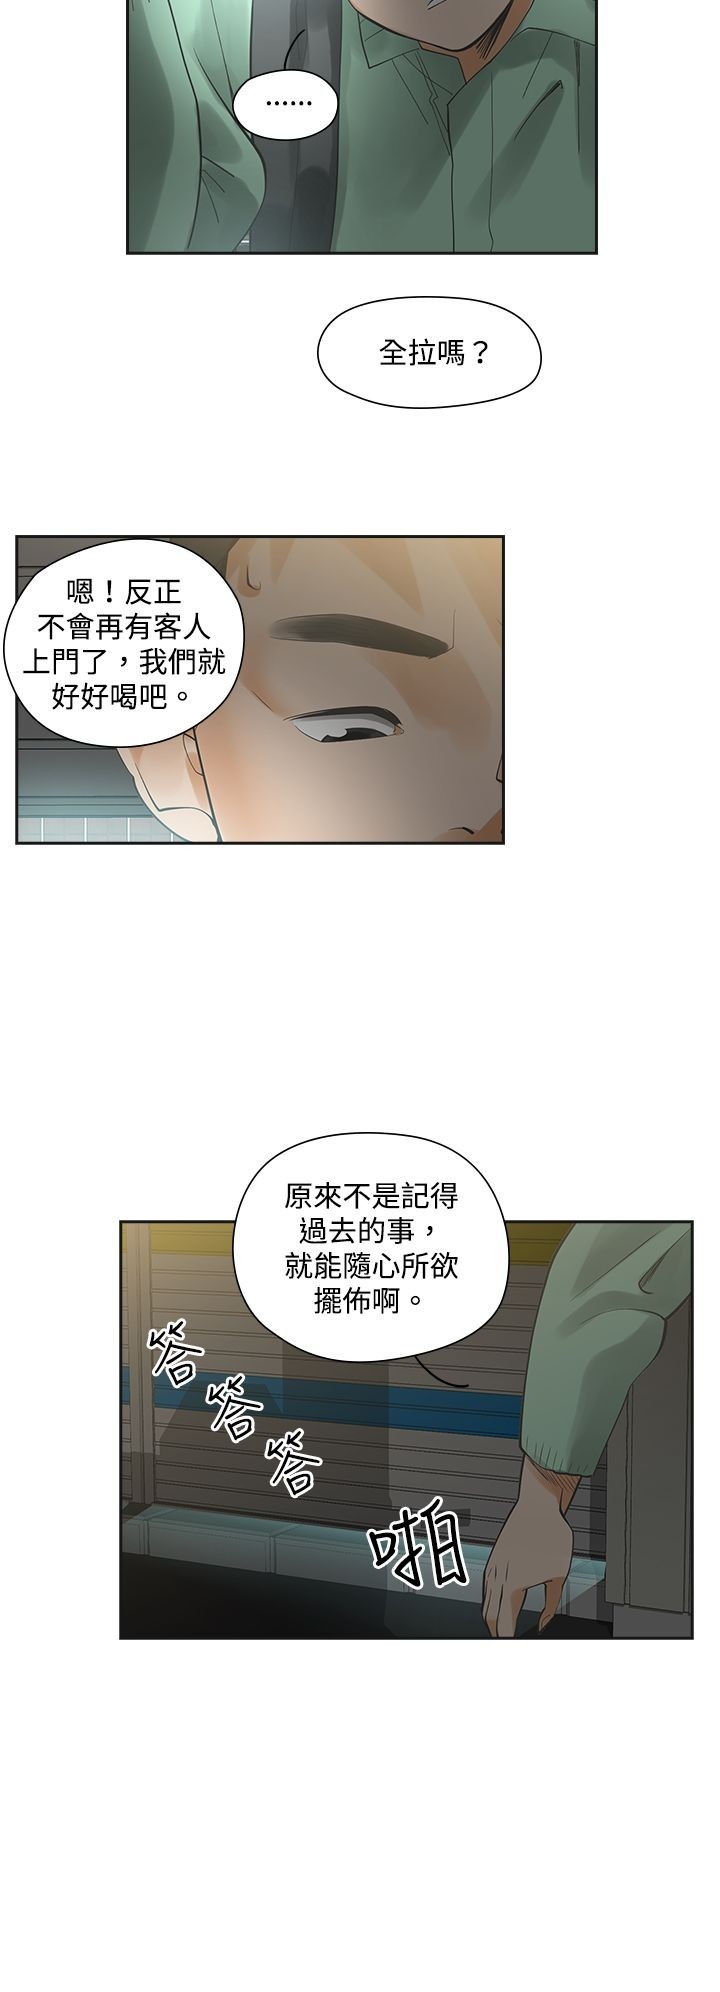 ……
全拉嗎？
嗯！反正
不會再有客人
上門了，我們就
好好喝吧。
原來不是記得
過去的事，
就能隨心所欲
擺佈啊。
答
答
答
啪